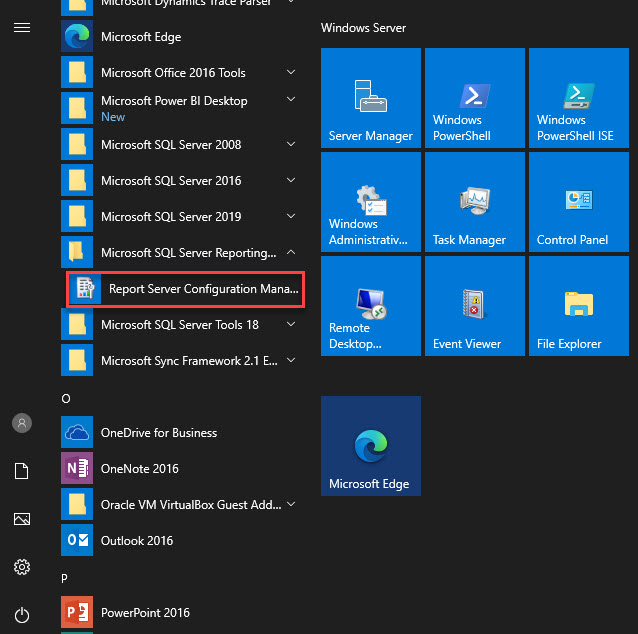 Microsoft Dynamics Trace Parser
Microsoft Edge
Microsoft Office 2016 Tools
Microsoft Power BI Desktop
New
Microsoft SQL Server 2008
Microsoft SQL Server 2016
Microsoft SQL Server 2019
Microsoft SQL Server Reporting...
Report Server Configuration Mana...
Microsoft SQL Server Tools 18
Microsoft Sync Framework 2.1 E...
O
OneDrive for Business
OneNote 2016
Oracle VM VirtualBox Guest Add...
Outlook 2016
P
PowerPoint 2016
Windows Server
Server Manager
Windows
PowerShell
Windows
PowerShell ISE
Windows
Administrativ...
Task Manager
Control Panel
Remote
Desktop...
Event Viewer
File Explorer
Microsoft Edge